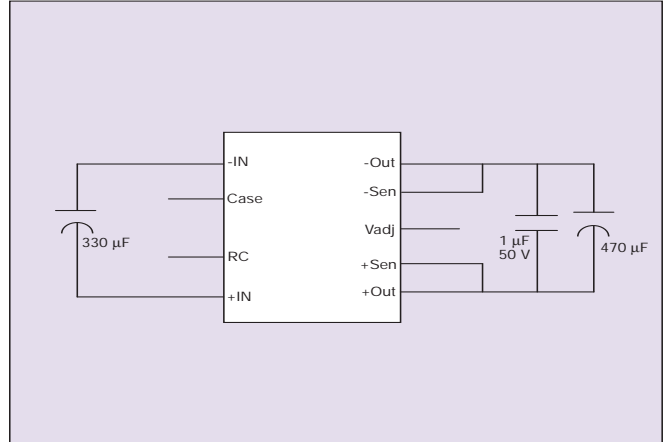 -IN
Case
RC
+IN
-Out
-Sen
Vadj
+Sen
+Out
330 µF
1 µF
50 V
470 µF